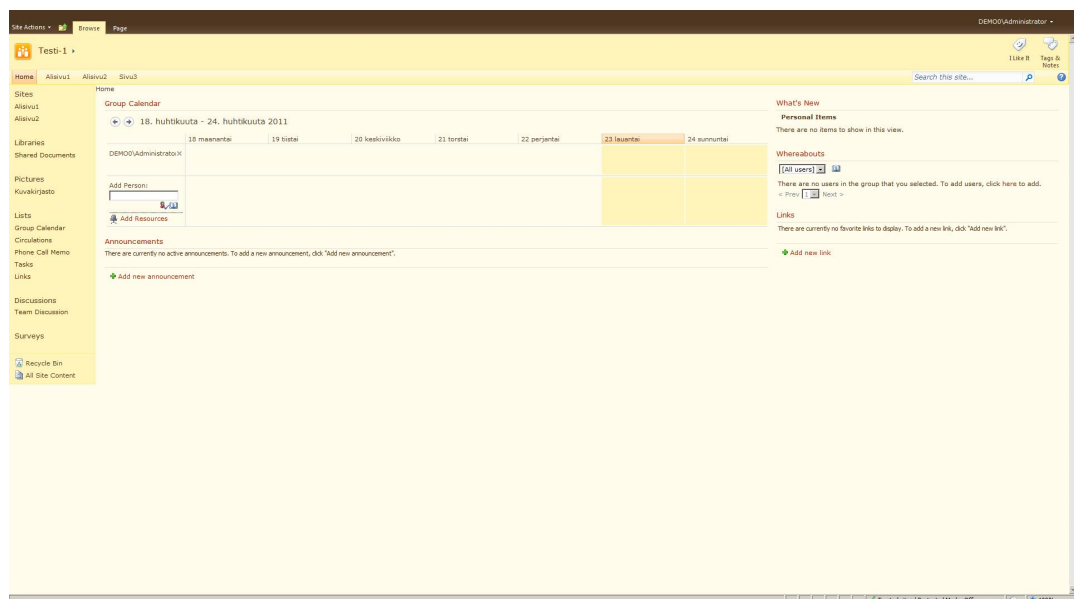 DEMO0\Administrator
Site Actions Browse Page
Testi-1
I Like It Tags & Notes
Home Alisivu1 Alisivu2 Sivu3
Search this site...
Sites
Alisivu1
Alisivu2
Libraries
Shared Documents
Pictures
Kuvakirjasto
Lists
Group Calendar
Circulations
Phone Call Memo
Tasks
Links
Discussions
Team Discussion
Surveys
Recycle Bin
All Site Content
Home
Group Calendar
18. huhtikuuta - 24. huhtikuuta 2011
18 maanantai 19 tiistai 20 keskiviikko 21 torstai 22 perjantai 23 lauantai 24 sunnuntai
DEMO0\Administrator
Add Person:
Add Resources
Announcements
There are currently no active announcements. To add a new announcement, click "Add new announcement".
Add new announcement
What's New
Personal Items
There are no items to show in this view.
Whereabouts
[All users]
There are no users in the group that you selected. To add users, click here to add.
< Prev 1 Next >
Links
There are currently no favorite links to display. To add a new link, click "Add new link".
Add new link